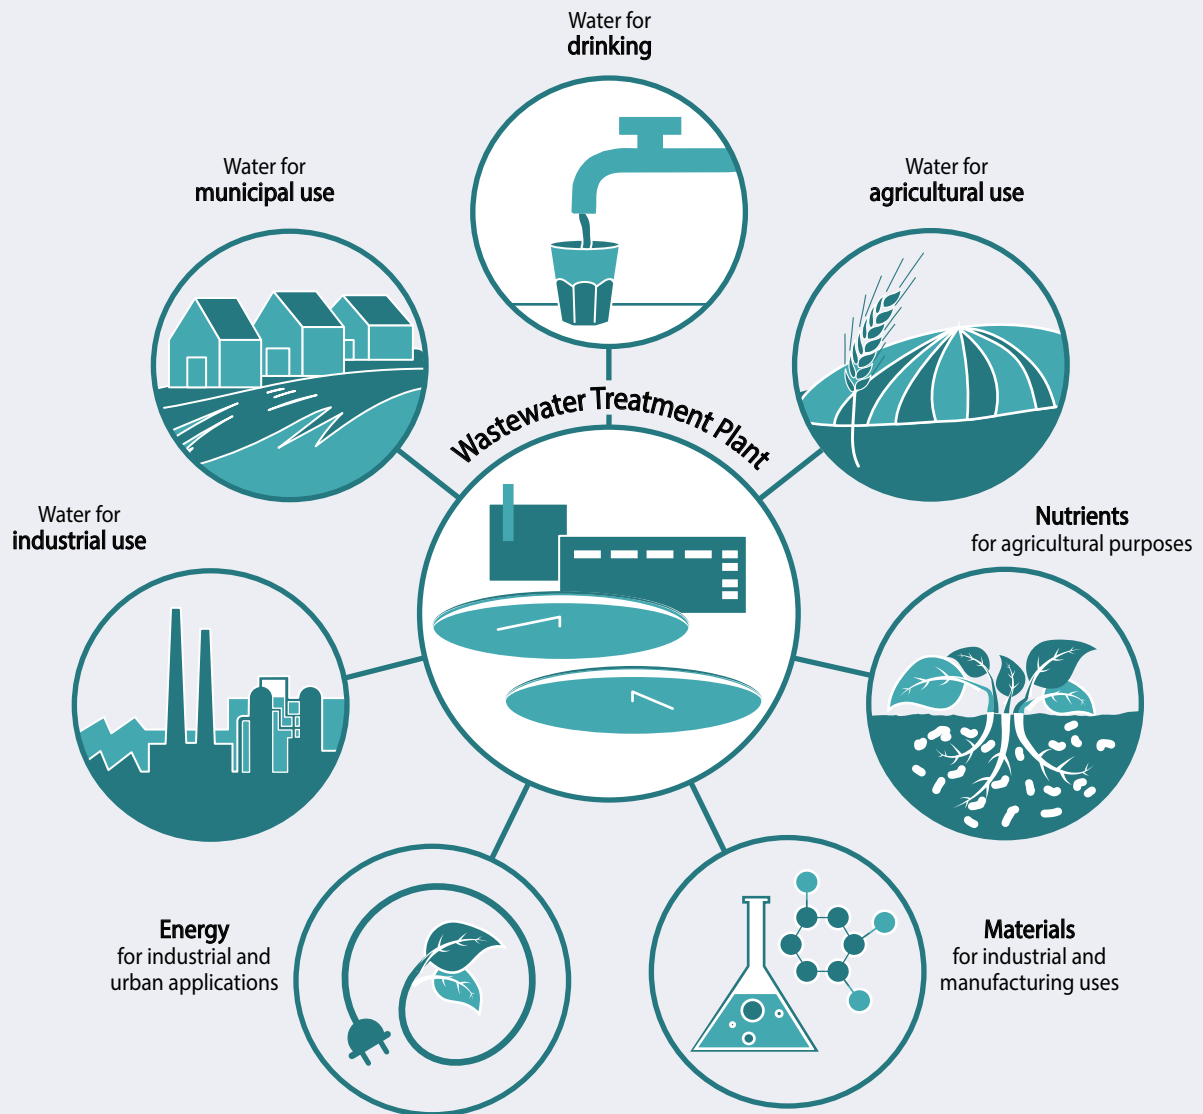 Water for
drinking
Water for
municipal use
Water for
agricultural use
Wastewater Treatment Plant
Water for
industrial use
Nutrients
for agricultural purposes
Energy
for industrial and
urban applications
Materials
for industrial and
manufacturing uses